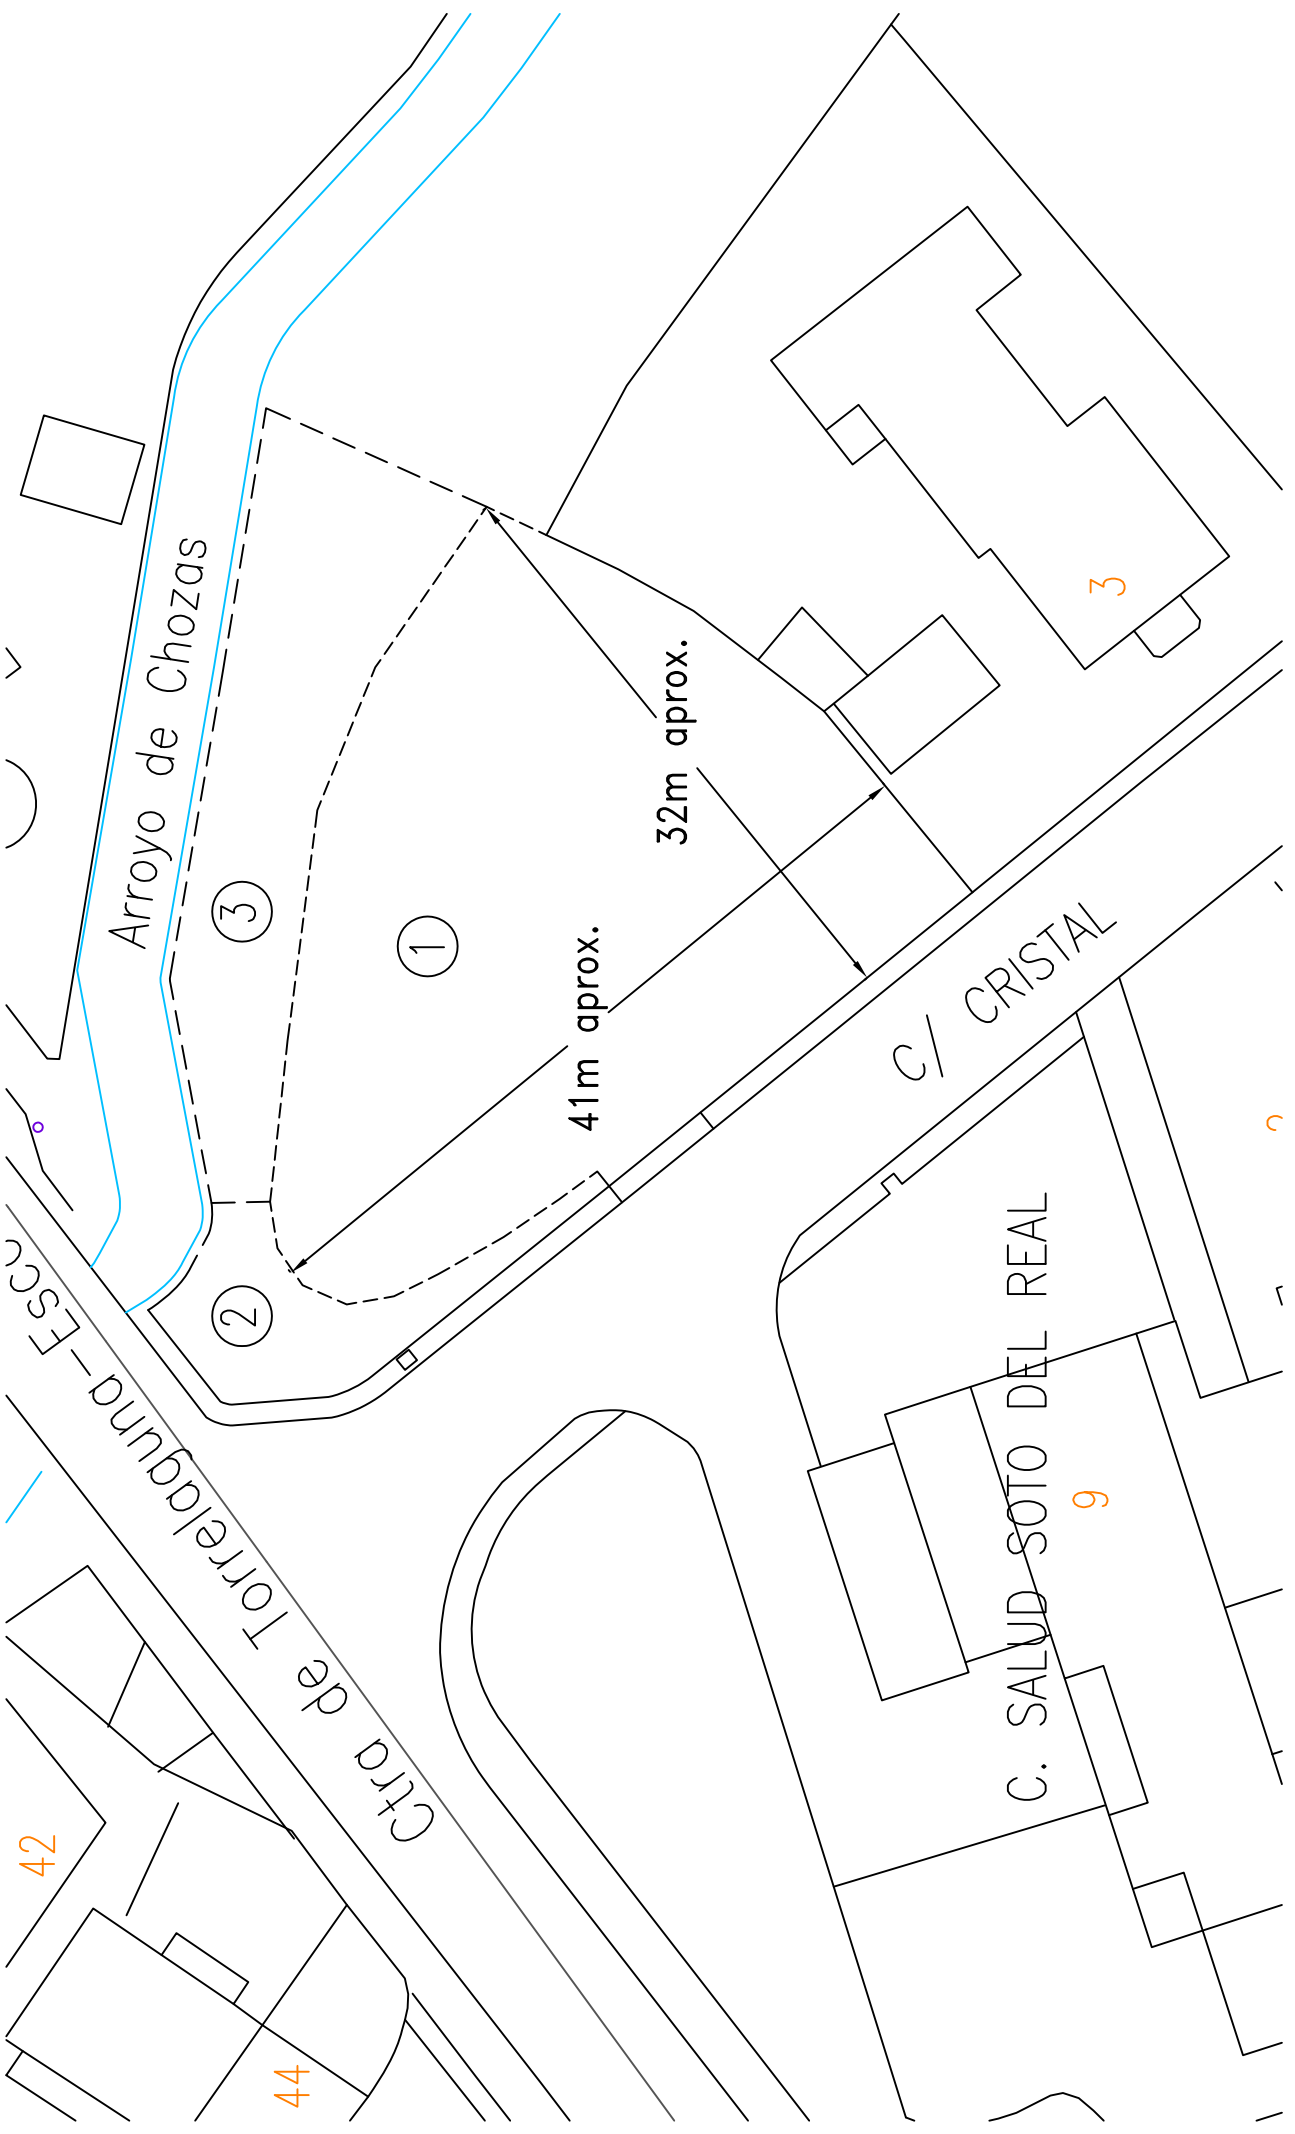 Arroyo de Chozas
3
1
2
32m aprox.
41m aprox.
C/ CRISTAL
3
Ctra de Torrelaguna-Esco
C. SALUD SOTO DEL REAL
9
42
44